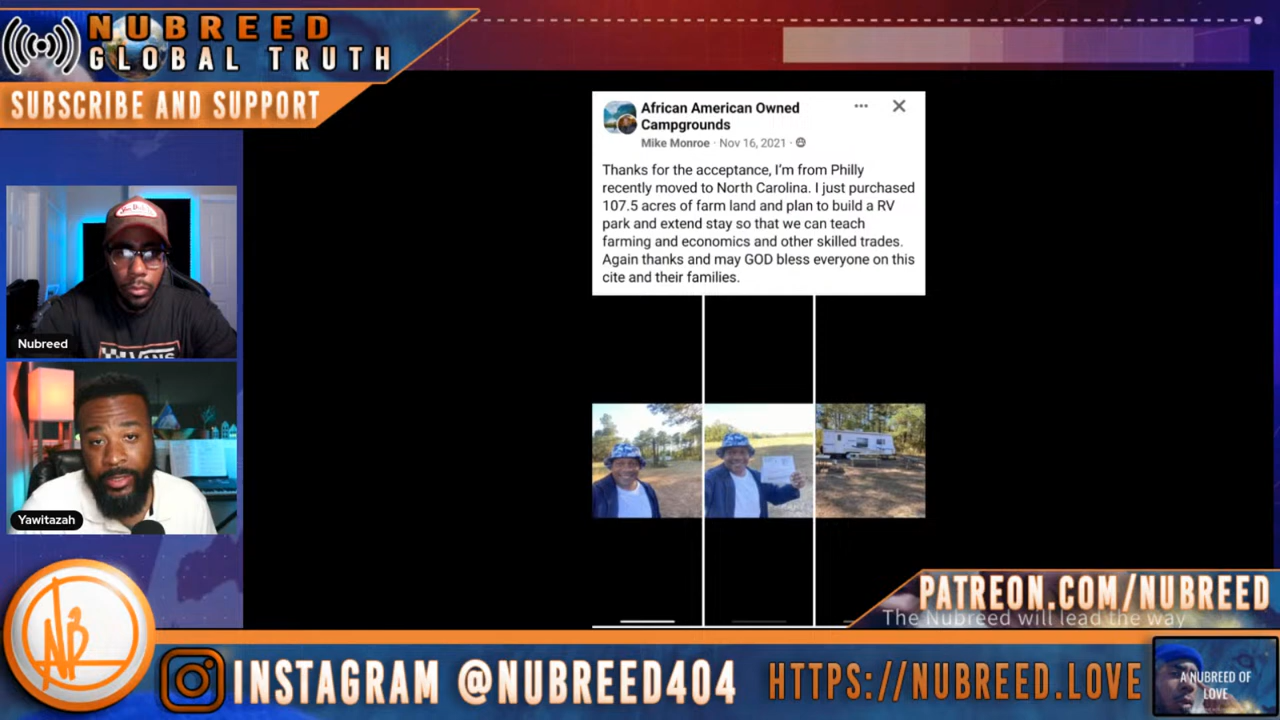 NUBREED
GLOBAL TRUTH
SUBSCRIBE AND SUPPORT
African American Owned
Campgrounds
Mike Monroe · Nov 16, 2021 ·
Thanks for the acceptance, I'm from Philly
recently moved to North Carolina. I just purchased
107.5 acres of farm land and plan to build a RV
park and extend stay so that we can teach
farming and economics and other skilled trades.
Again thanks and may GOD bless everyone on this
cite and their families.
Nubreed
VANS
Yawitazah
PATREON.COM/NUBREED
The Nubreed will lead the way
NB
INSTAGRAM @NUBREED404
HTTPS://NUBREED.LOVE
A NUBREED OF
LOVE